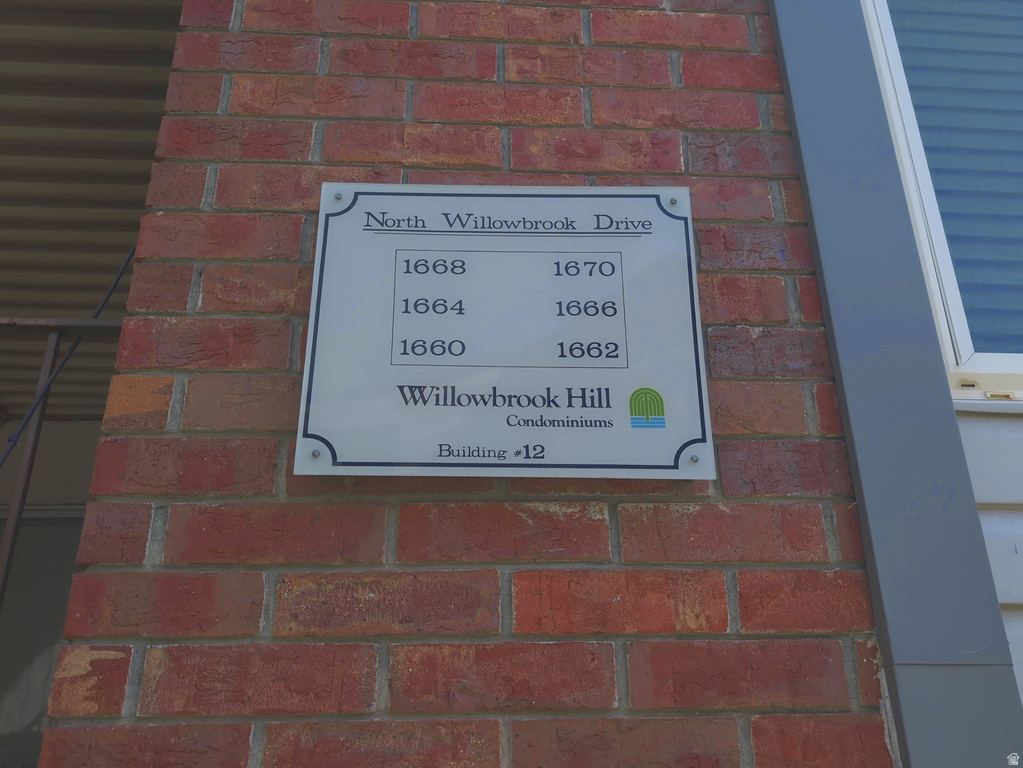 North Willowbrook Drive
1668 1670
1664 1666
1660 1662
Willowbrook Hill
Condominiums
Building #12